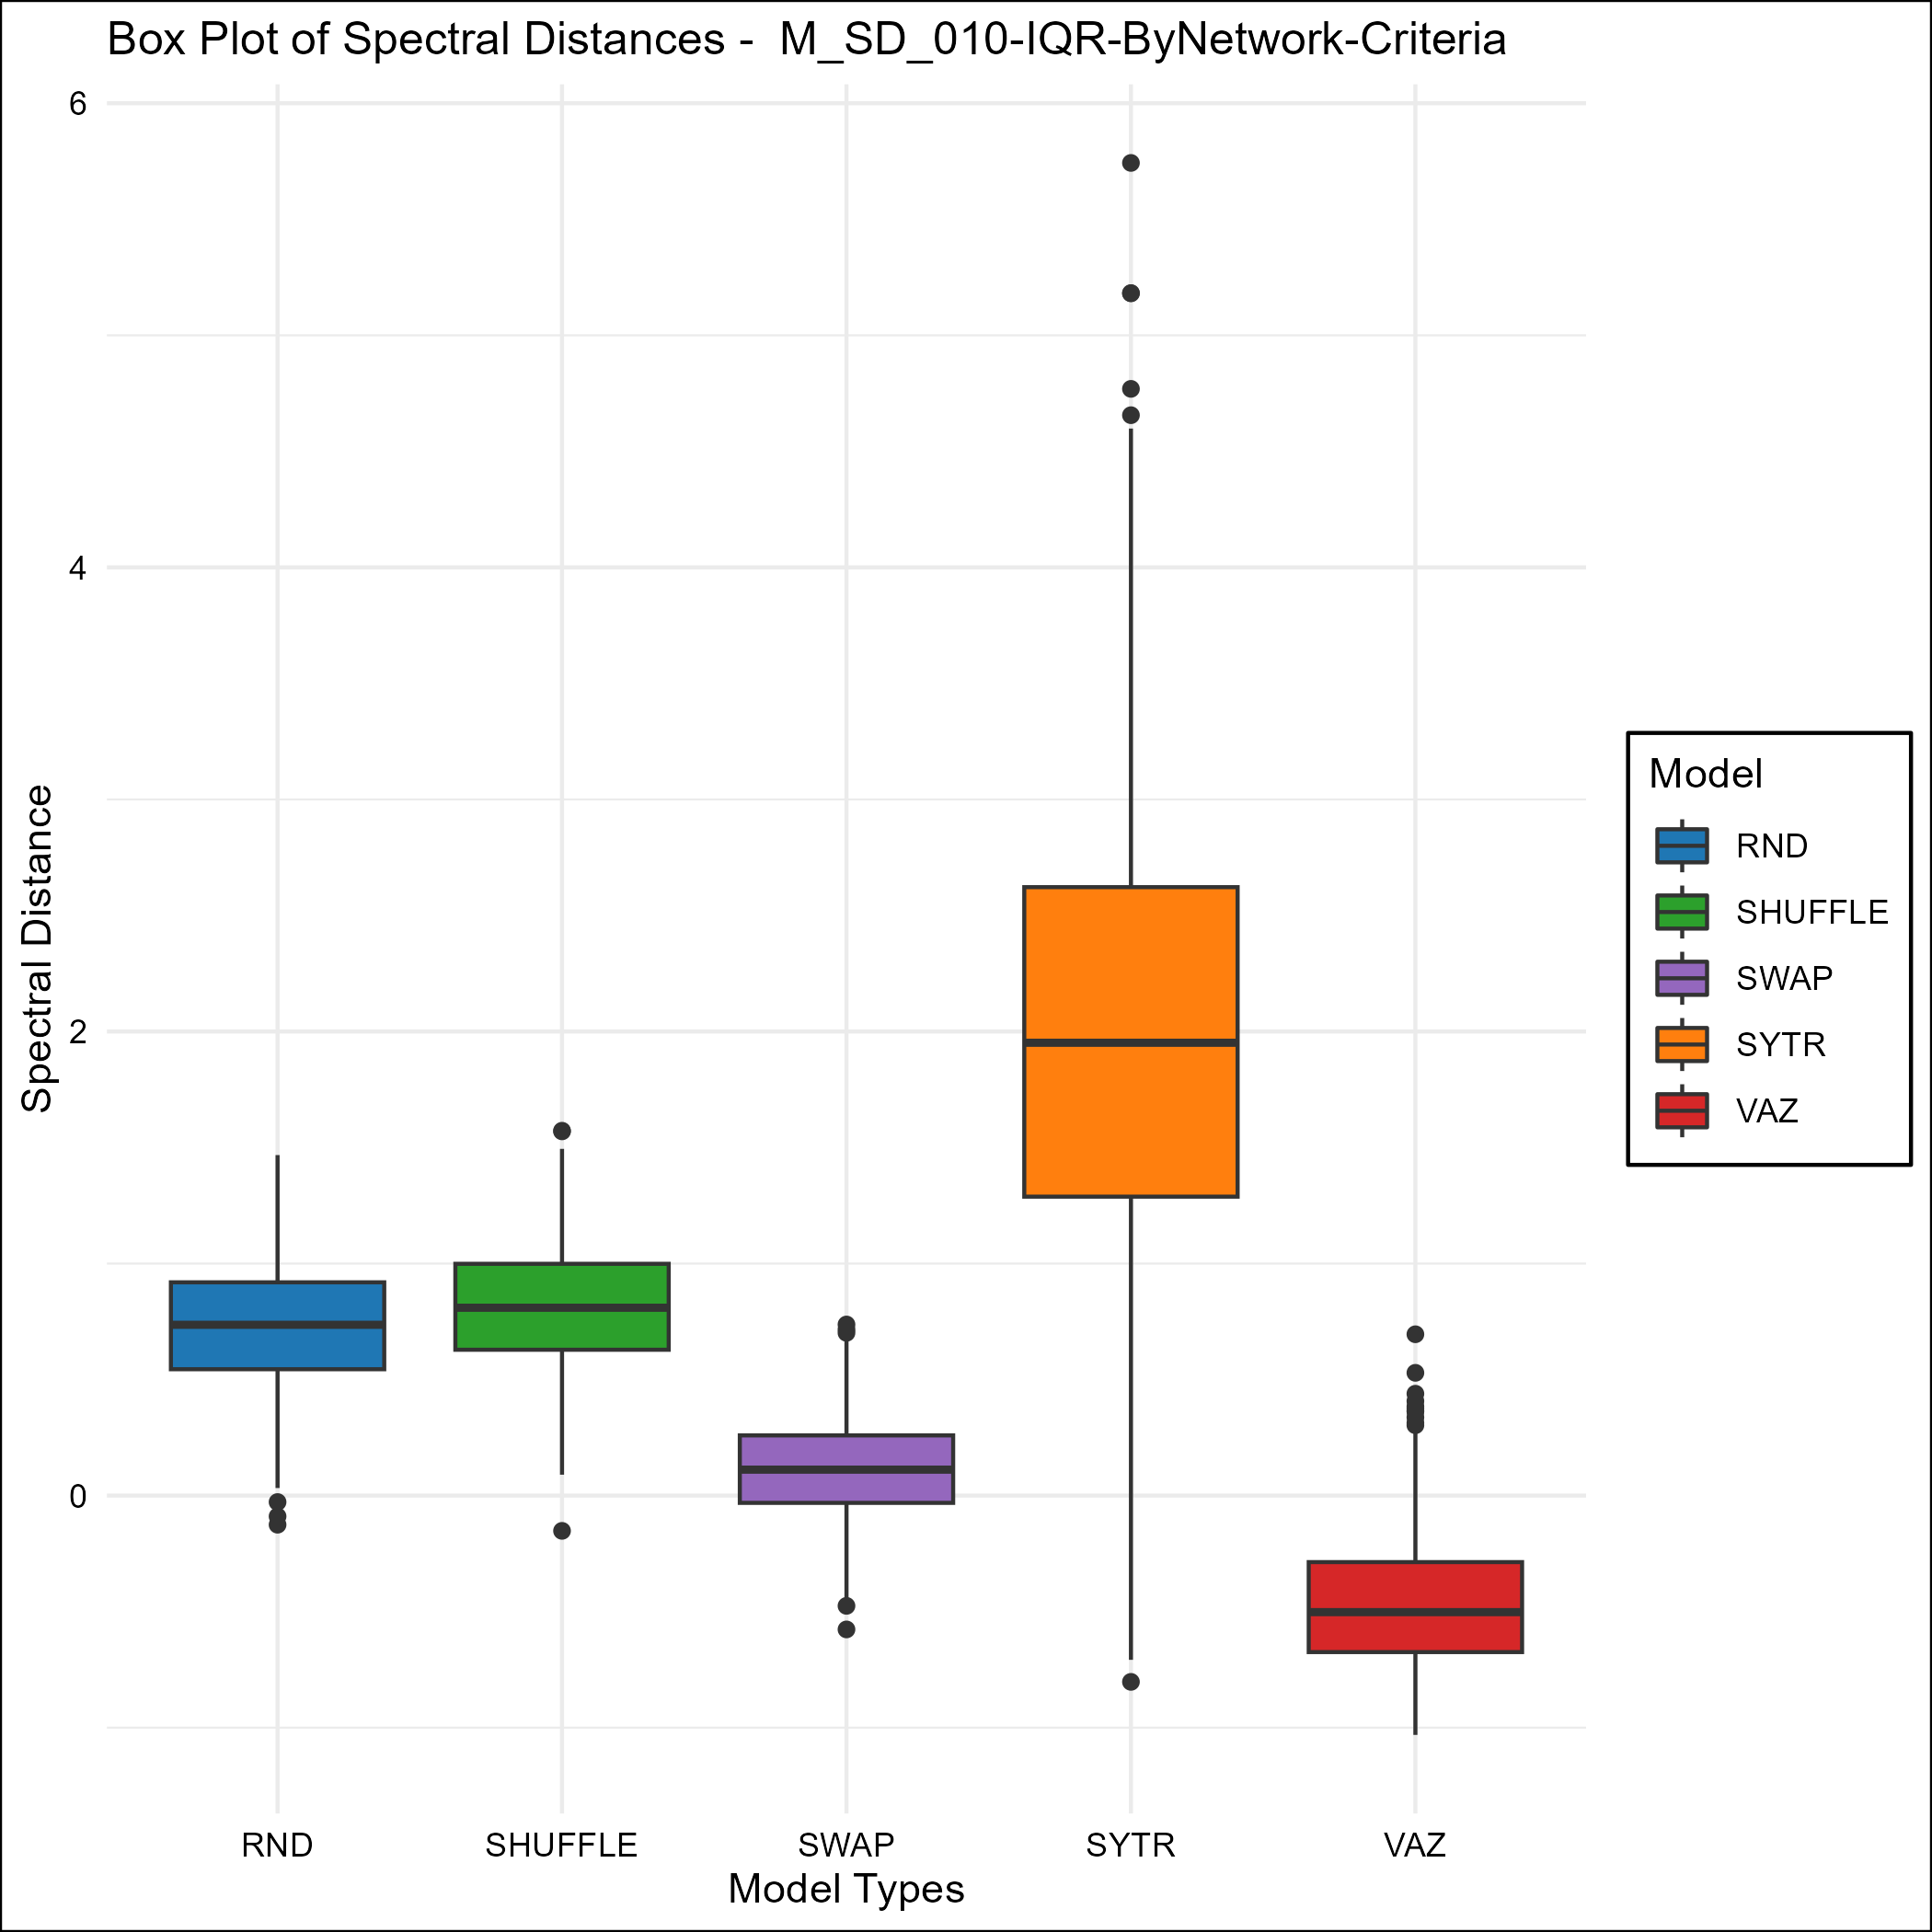 Box Plot of Spectral Distances -  M_SD_010-IQR-ByNetwork-Criteria
6
4
2
0
Spectral Distance
RND
SHUFFLE
SWAP
SYTR
VAZ
Model Types
Model
RND
SHUFFLE
SWAP
SYTR
VAZ